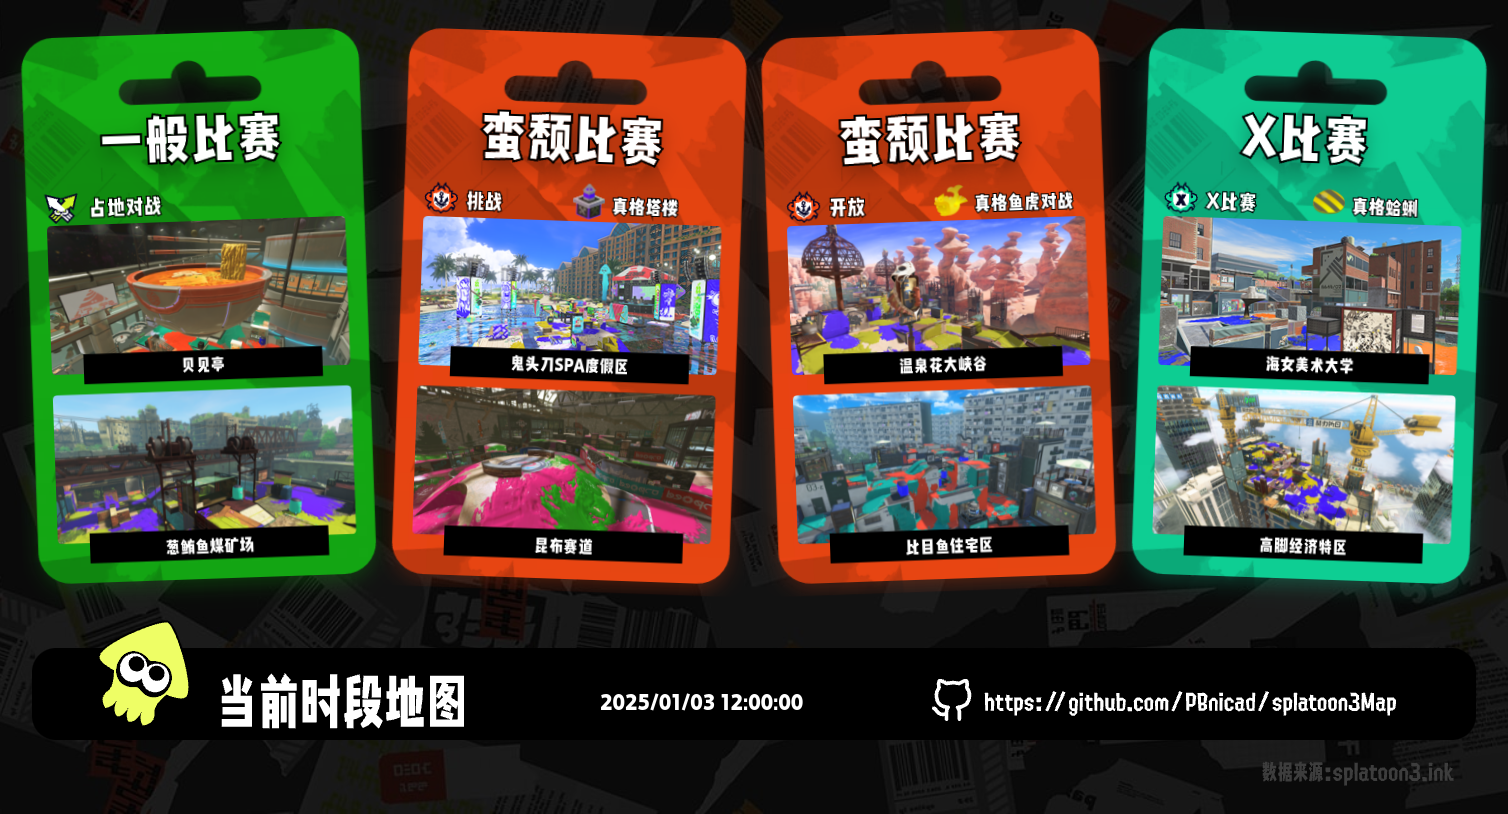 一般比赛
占地对战
贝贝亭
葱鲔鱼煤矿场
蛮颓比赛
挑战
真格塔楼
鬼头刀SPA度假区
昆布赛道
蛮颓比赛
开放
真格鱼虎对战
温泉花大峡谷
比目鱼住宅区
X比赛
X比赛
真格蛤蜊
海女美术大学
高脚经济特区
当前时段地图
2025/01/03 12:00:00
https://github.com/PBnicad/splatoon3Map
数据来源:splatoon3.ink